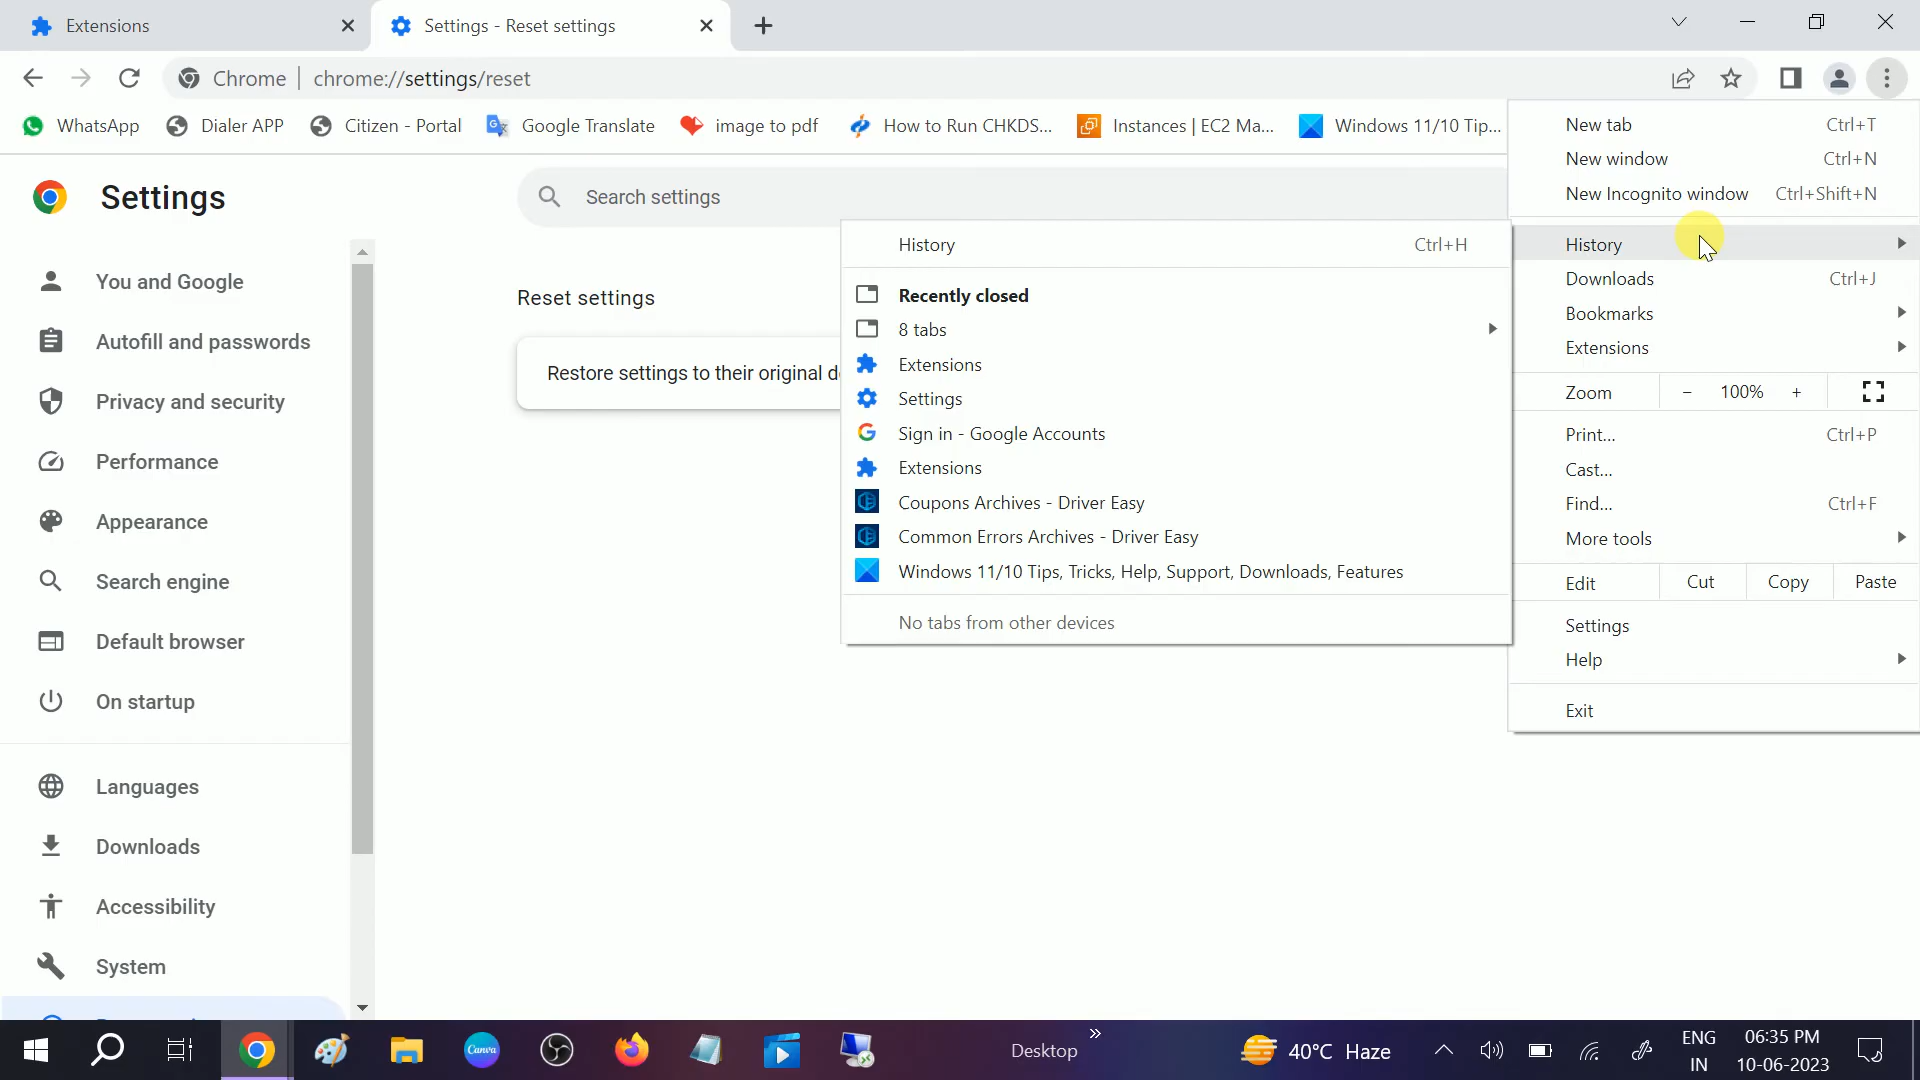 Extensions
Settings - Reset settings
Chrome chrome://settings/reset
WhatsApp Dialer APP Citizen - Portal Google Translate image to pdf How to Run CHKDS... Instances | EC2 Ma... Windows 11/10 Tip...
Settings
Search settings
You and Google
Autofill and passwords
Privacy and security
Performance
Appearance
Search engine
Default browser
On startup
Languages
Downloads
Accessibility
System
Reset settings
Restore settings to their original d
History Ctrl+H
Recently closed
8 tabs
Extensions
Settings
Sign in - Google Accounts
Extensions
Coupons Archives - Driver Easy
Common Errors Archives - Driver Easy
Windows 11/10 Tips, Tricks, Help, Support, Downloads, Features
No tabs from other devices
New tab Ctrl+T
New window Ctrl+N
New Incognito window Ctrl+Shift+N
History
Downloads Ctrl+J
Bookmarks
Extensions
Zoom - 100% +
Print... Ctrl+P
Cast...
Find... Ctrl+F
More tools
Edit Cut Copy Paste
Settings
Help
Exit
Canva
Desktop
40°C Haze
ENG
IN
06:35 PM
10-06-2023